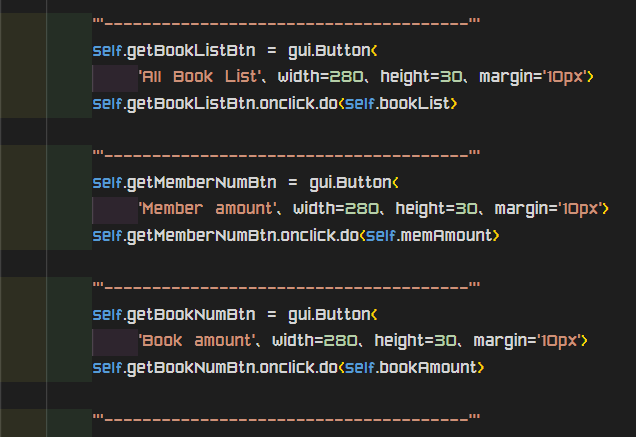 '''----------------------------------------'''
self.getBookListBtn = gui.Button(
'All Book List', width=280, height=30, margin='10px')
self.getBookListBtn.onclick.do(self.bookList)
'''----------------------------------------'''
self.getMemberNumBtn = gui.Button(
'Member amount', width=280, height=30, margin='10px')
self.getMemberNumBtn.onclick.do(self.memAmount)
'''----------------------------------------'''
self.getBookNumBtn = gui.Button(
'Book amount', width=280, height=30, margin='10px')
self.getBookNumBtn.onclick.do(self.bookAmount)
'''----------------------------------------'''